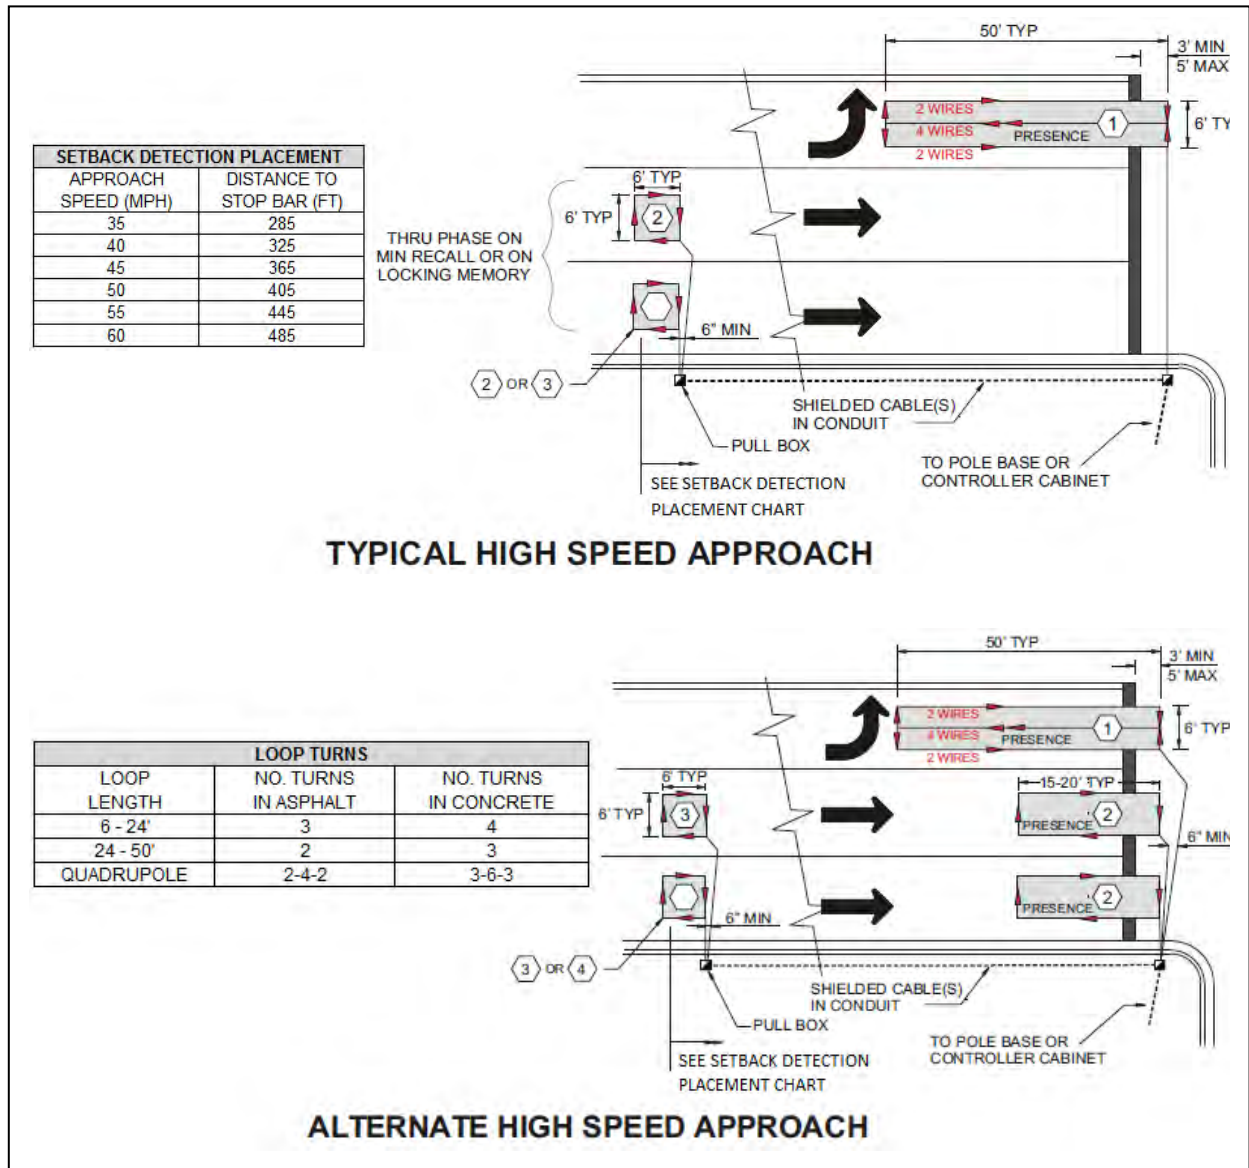 50' TYP
3' MIN
5' MAX
2 WIRES
4 WIRES
PRESENCE
1
2 WIRES
6' TY
SETBACK DETECTION PLACEMENT
APPROACH SPEED (MPH) DISTANCE TO STOP BAR (FT)
35 285
40 325
45 365
50 405
55 445
60 485
6' TYP
6' TYP
2
THRU PHASE ON
MIN RECALL OR ON
LOCKING MEMORY
6" MIN
2 OR 3
SHIELDED CABLE(S)
IN CONDUIT
PULL BOX
TO POLE BASE OR
CONTROLLER CABINET
SEE SETBACK DETECTION
PLACEMENT CHART
TYPICAL HIGH SPEED APPROACH
50' TYP
3' MIN
5' MAX
2 WIRES
4 WIRES
PRESENCE
1
2 WIRES
6' TYP
LOOP TURNS
LOOP LENGTH NO. TURNS IN ASPHALT NO. TURNS IN CONCRETE
6 - 24' 3 4
24 - 50' 2 3
QUADRUPOLE 2-4-2 3-6-3
6' TYP
6' TYP
3
15-20' TYP
PRESENCE
2
6" MIN
PRESENCE
2
6" MIN
3 OR 4
SHIELDED CABLE(S)
IN CONDUIT
PULL BOX
TO POLE BASE OR
CONTROLLER CABINET
SEE SETBACK DETECTION
PLACEMENT CHART
ALTERNATE HIGH SPEED APPROACH